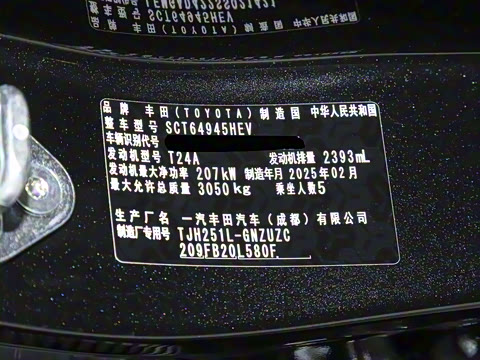 品牌 丰田(TOYOTA) 制造国 中华人民共和国
整车型号 SCT64945HEV
车辆识别代号
发动机型号 T24A 发动机排量 2393mL
发动机最大净功率 207kW 制造年月 2025年02月
最大允许总质量 3050kg 乘坐人数5
生产厂名 一汽丰田汽车(成都)有限公司
制造厂专用号 TJH251L-GNZUZC
209FB20L580F